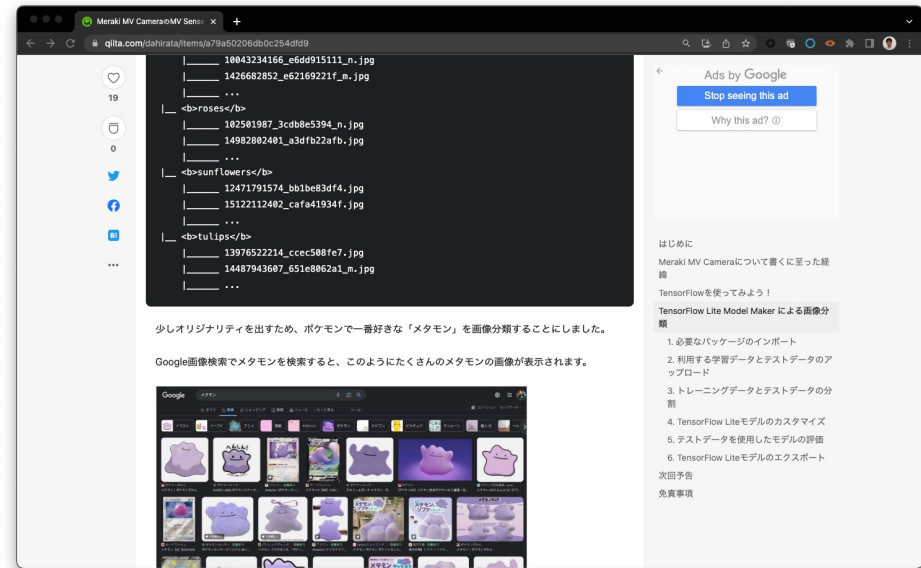 Meraki MV CameraのMV Sense
qiita.com/dahirata/items/a79a50206db0c254dfd9
19
0
B!
|______ 10043234166_e6dd915111_n.jpg
|______ 1426682852_e62169221f_m.jpg
|______ ...
|__ <b>roses</b>
|______ 102501987_3cdb8e5394_n.jpg
|______ 14982802401_a3dfb22afb.jpg
|______ ...
|__ <b>sunflowers</b>
|______ 12471791574_bb1be83df4.jpg
|______ 15122112402_cafa41934f.jpg
|______ ...
|__ <b>tulips</b>
|______ 13976522214_ccec508fe7.jpg
|______ 14487943607_651e8062a1_m.jpg
|______ ...
少しオリジナリティを出すため、ポケモンで一番好きな「メタモン」を画像分類することにしました。
Google画像検索でメタモンを検索すると、このようにたくさんのメタモンの画像が表示されます。
Google
メタモン
Ads by Google
Stop seeing this ad
Why this ad?
はじめに
Meraki MV Cameraについて書くに至った経
緯
TensorFlowを使ってみよう！
TensorFlow Lite Model Maker による画像分
類
1. 必要なパッケージのインポート
2. 利用する学習データとテストデータのア
ップロード
3. トレーニングデータとテストデータの分
割
4. TensorFlow Liteモデルのカスタマイズ
5. テストデータを使用したモデルの評価
6. TensorFlow Liteモデルのエクスポート
次回予告
免責事項